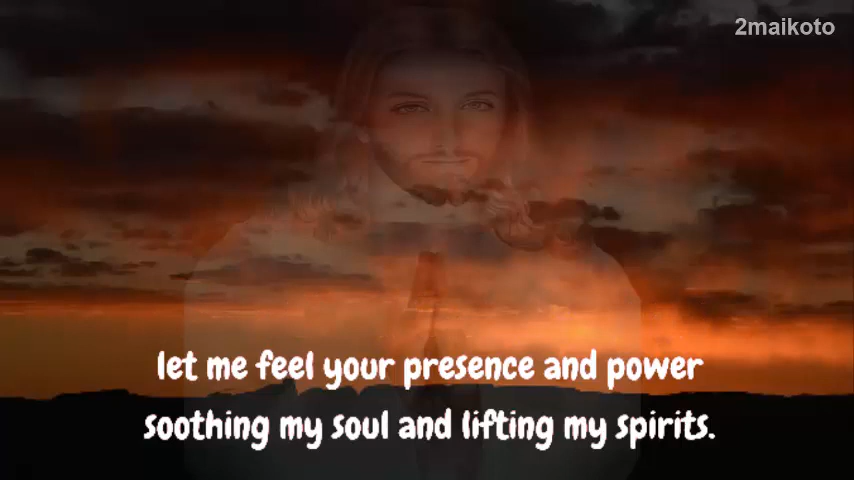 2maikoto
let me feel your presence and power
soothing my soul and lifting my spirits.